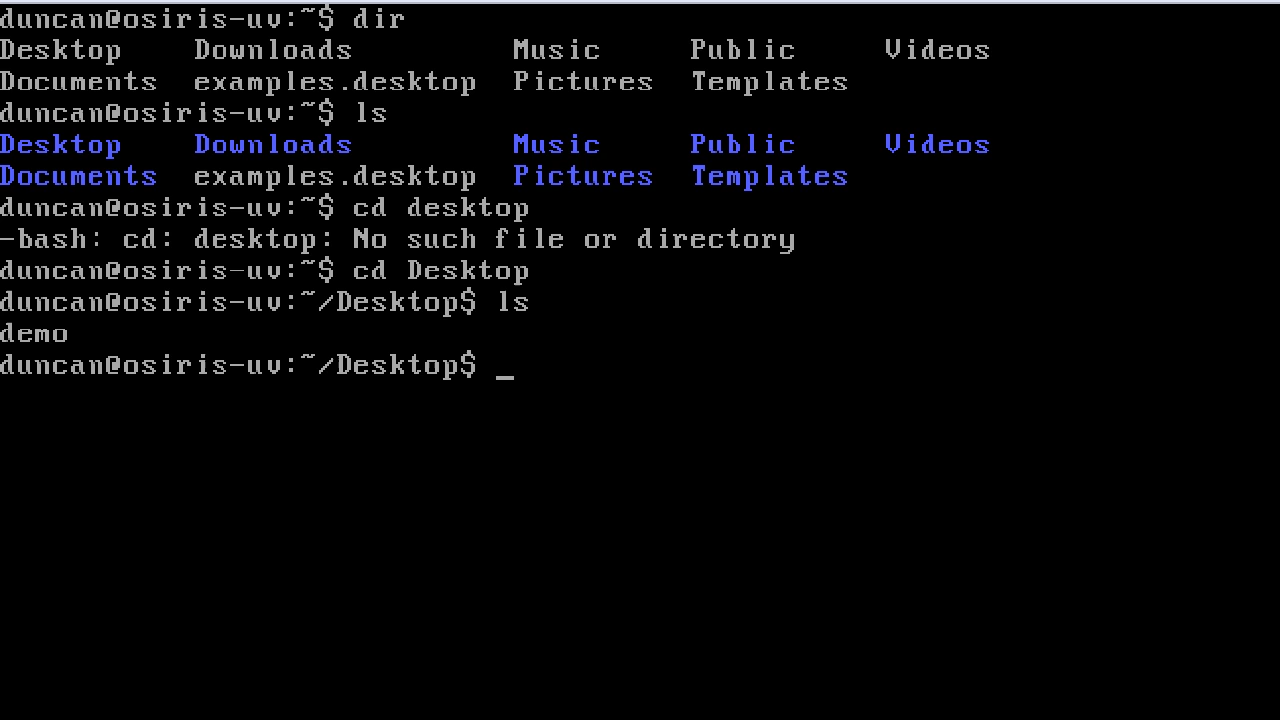 duncan@osiris-uv:~$ dir
Desktop    Downloads         Music     Public     Videos
Documents  examples.desktop  Pictures  Templates
duncan@osiris-uv:~$ ls
Desktop    Downloads         Music     Public     Videos
Documents  examples.desktop  Pictures  Templates
duncan@osiris-uv:~$ cd desktop
-bash: cd: desktop: No such file or directory
duncan@osiris-uv:~$ cd Desktop
duncan@osiris-uv:~/Desktop$ ls
demo
duncan@osiris-uv:~/Desktop$ _